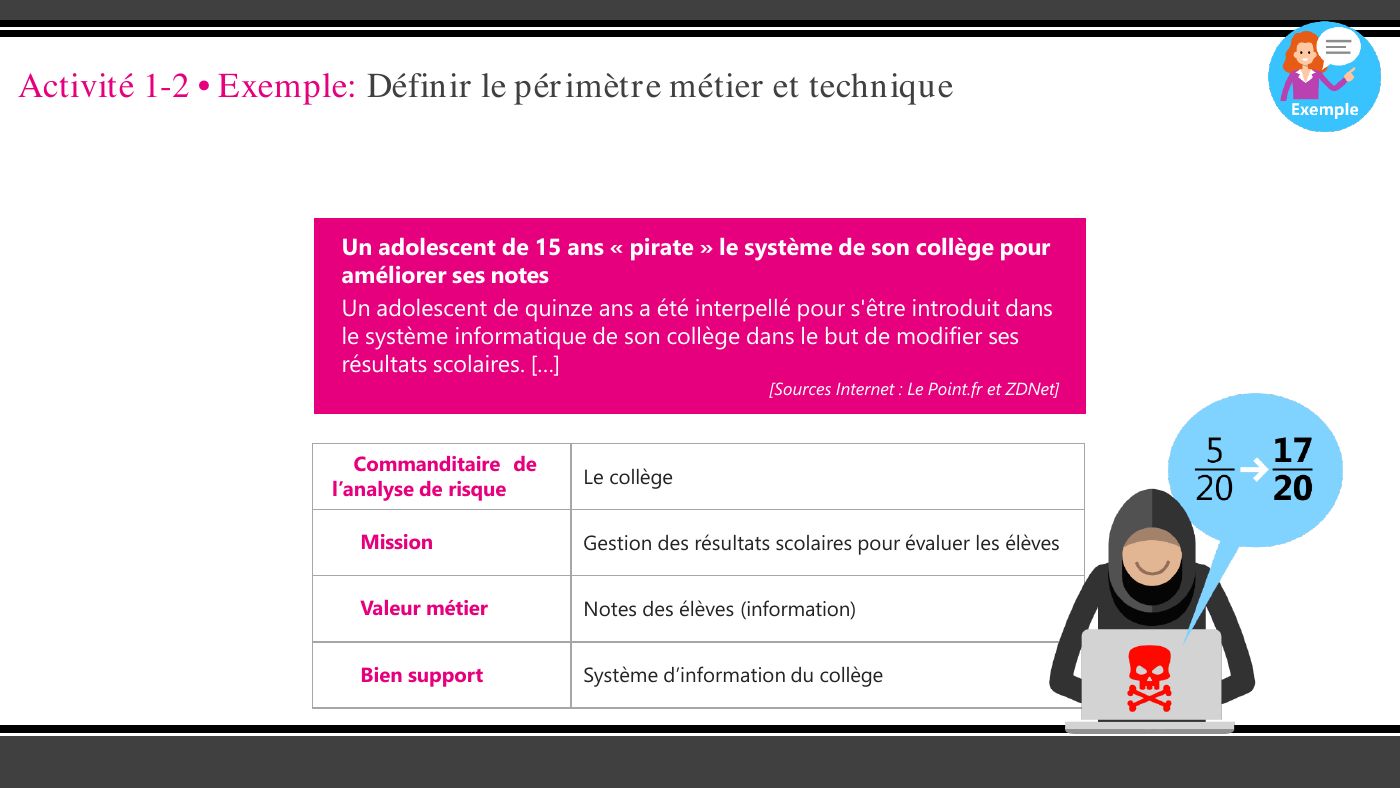 Activité 1-2 • Exemple: Définir le périmètre métier et technique
Exemple
Un adolescent de 15 ans « pirate » le système de son collège pour
améliorer ses notes
Un adolescent de quinze ans a été interpellé pour s'être introduit dans
le système informatique de son collège dans le but de modifier ses
résultats scolaires. [...]
[Sources Internet : Le Point.fr et ZDNet]
Commanditaire de
l’analyse de risque
Le collège
Mission
Gestion des résultats scolaires pour évaluer les élèves
Valeur métier
Notes des élèves (information)
Bien support
Système d’information du collège
5 17
20 20